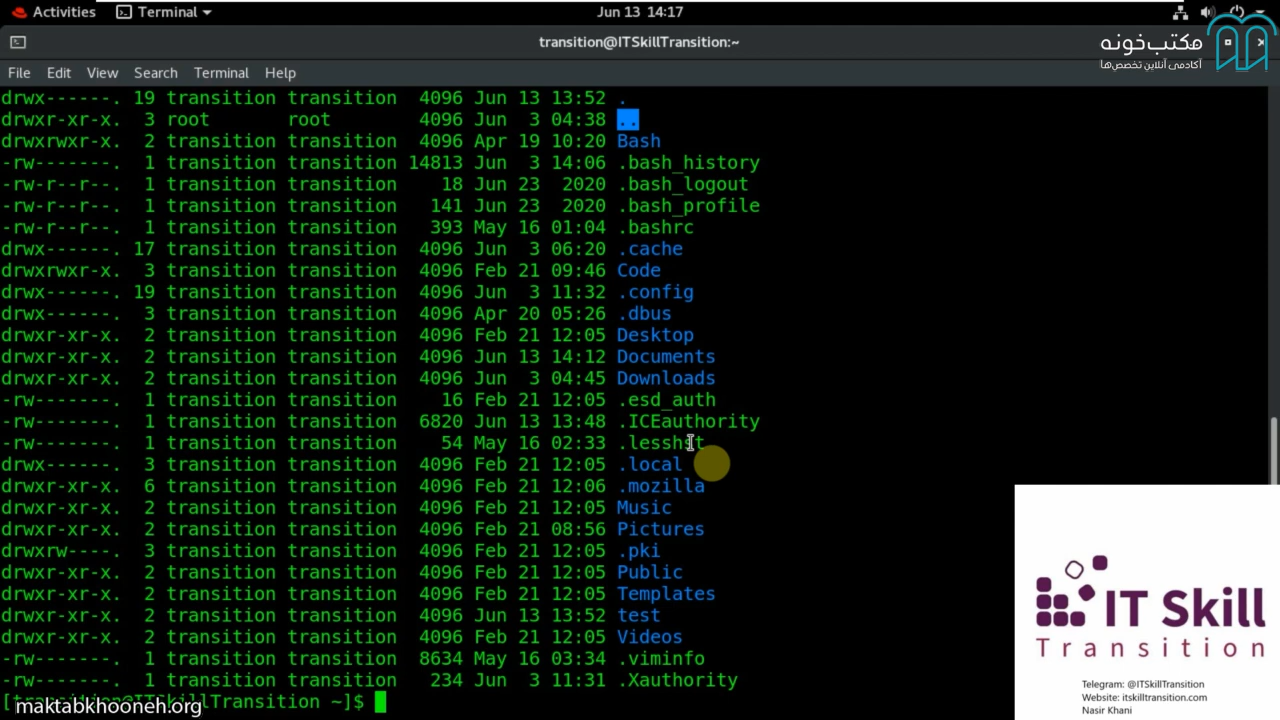 Activities Terminal Jun 13 14:17
transition@ITSkillTransition:~
مکتب‌خونه
آکادمی آنلاین تخصص‌ها
File Edit View Search Terminal Help
drwx------. 19 transition transition 4096 Jun 13 13:52 .
drwxr-xr-x. 3 root root 4096 Jun 3 04:38 ..
drwxrwxr-x. 2 transition transition 4096 Apr 19 10:20 Bash
-rw-------. 1 transition transition 14813 Jun 3 14:06 .bash_history
-rw-r--r--. 1 transition transition 18 Jun 23 2020 .bash_logout
-rw-r--r--. 1 transition transition 141 Jun 23 2020 .bash_profile
-rw-r--r--. 1 transition transition 393 May 16 01:04 .bashrc
drwx------. 17 transition transition 4096 Jun 3 06:20 .cache
drwxrwxr-x. 3 transition transition 4096 Feb 21 09:46 Code
drwx------. 19 transition transition 4096 Jun 3 11:32 .config
drwx------. 3 transition transition 4096 Apr 20 05:26 .dbus
drwxr-xr-x. 2 transition transition 4096 Feb 21 12:05 Desktop
drwxr-xr-x. 2 transition transition 4096 Jun 13 14:12 Documents
drwxr-xr-x. 2 transition transition 4096 Jun 3 04:45 Downloads
-rw-------. 1 transition transition 16 Feb 21 12:05 .esd_auth
-rw-------. 1 transition transition 6820 Jun 13 13:48 .ICEauthority
-rw-------. 1 transition transition 54 May 16 02:33 .lesshst
drwx------. 3 transition transition 4096 Feb 21 12:05 .local
drwxr-xr-x. 6 transition transition 4096 Feb 21 12:06 .mozilla
drwxr-xr-x. 2 transition transition 4096 Feb 21 12:05 Music
drwxr-xr-x. 2 transition transition 4096 Feb 21 08:56 Pictures
drwxrw----. 3 transition transition 4096 Feb 21 12:05 .pki
drwxr-xr-x. 2 transition transition 4096 Feb 21 12:05 Public
drwxr-xr-x. 2 transition transition 4096 Feb 21 12:05 Templates
drwxr-xr-x. 2 transition transition 4096 Jun 13 13:52 test
drwxr-xr-x. 2 transition transition 4096 Feb 21 12:05 Videos
-rw-------. 1 transition transition 8634 May 16 03:34 .viminfo
-rw-------. 1 transition transition 234 Jun 3 11:31 .Xauthority
[transition@ITSkillTransition ~]$
maktabkhooneh.org
IT Skill
Transition
Telegram: @ITSkillTransition
Website: itskilltransition.com
Nasir Khani